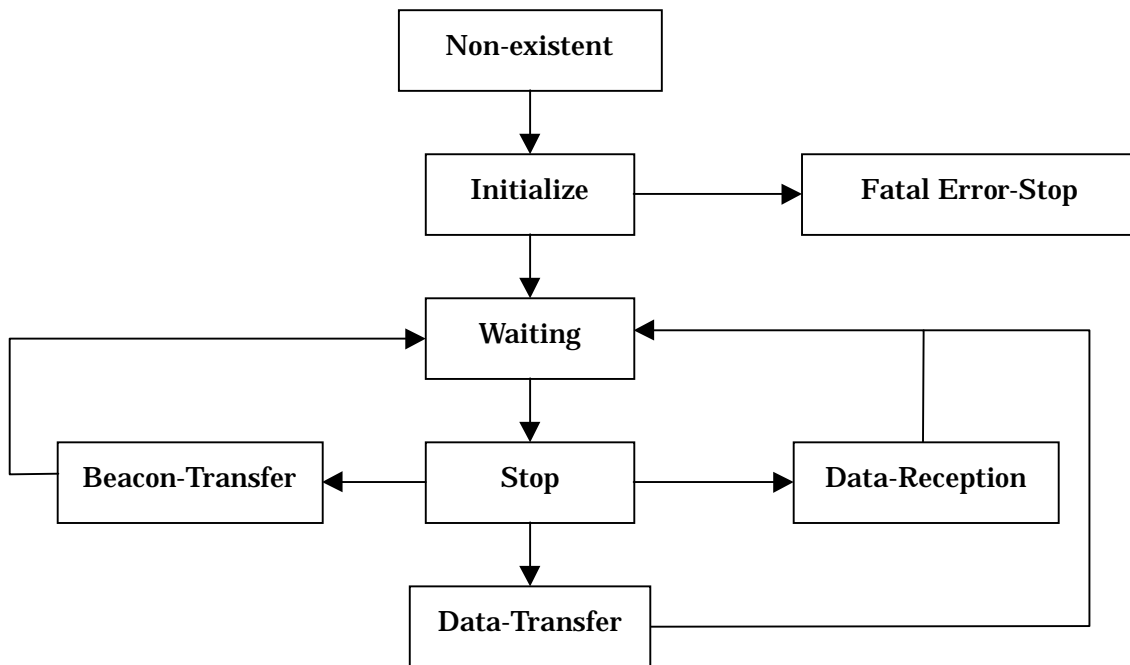 Non-existent
Initialize
Fatal Error-Stop
Waiting
Beacon-Transfer
Stop
Data-Reception
Data-Transfer